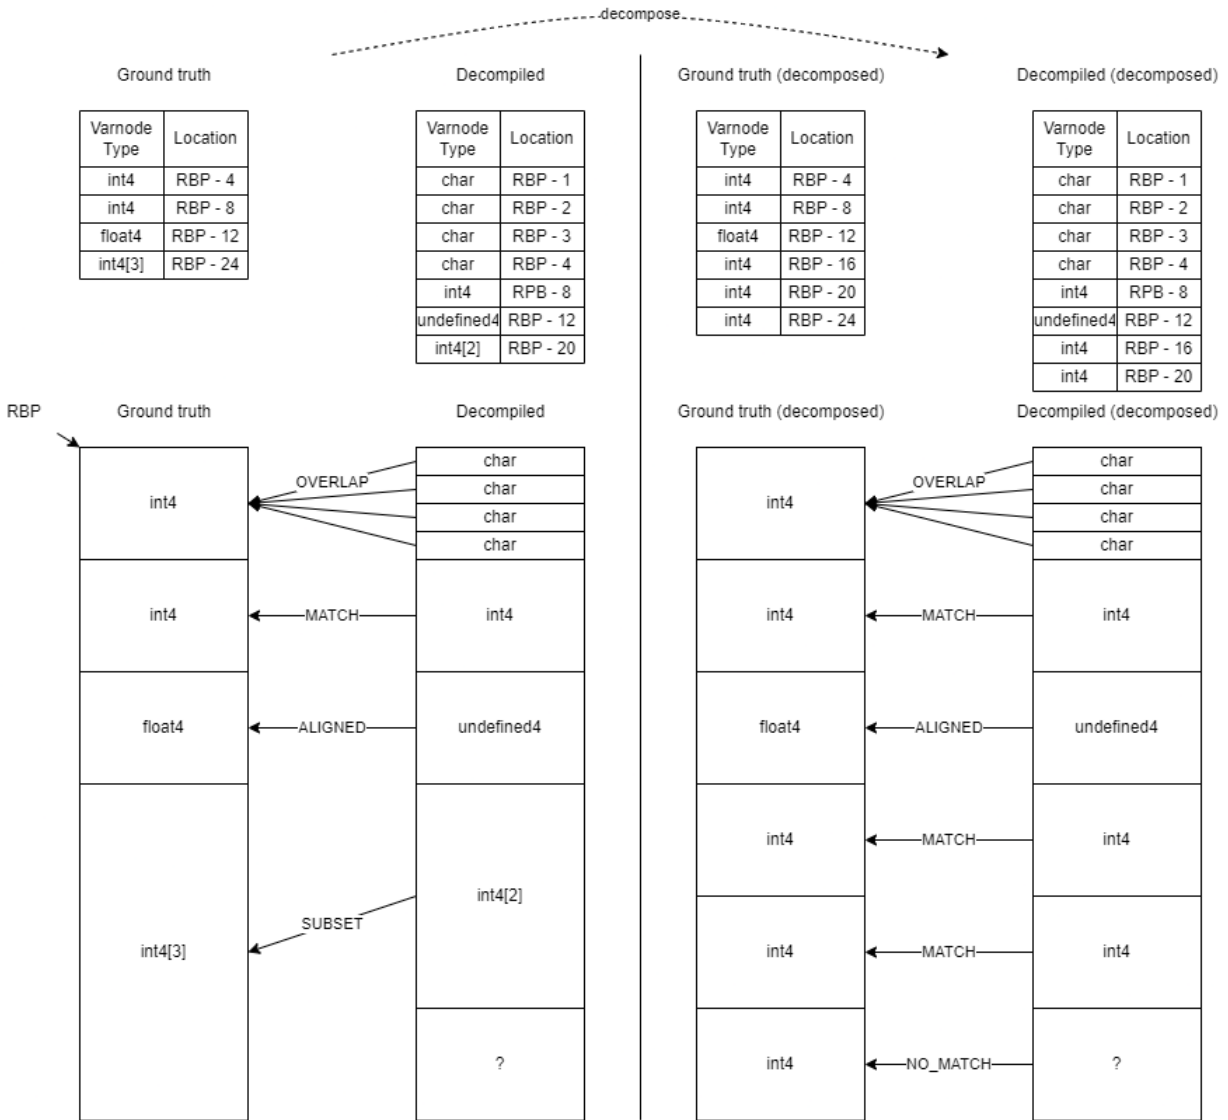 decompose
Ground truth
Decompiled
Ground truth (decomposed)
Decompiled (decomposed)
Varnode Type Location
int4 RBP - 4
int4 RBP - 8
float4 RBP - 12
int4[3] RBP - 24
Varnode Type Location
char RBP - 1
char RBP - 2
char RBP - 3
char RBP - 4
int4 RPB - 8
undefined4 RBP - 12
int4[2] RBP - 20
Varnode Type Location
int4 RBP - 4
int4 RBP - 8
float4 RBP - 12
int4 RBP - 16
int4 RBP - 20
int4 RBP - 24
Varnode Type Location
char RBP - 1
char RBP - 2
char RBP - 3
char RBP - 4
int4 RPB - 8
undefined4 RBP - 12
int4 RBP - 16
int4 RBP - 20
RBP
Ground truth
Decompiled
int4
OVERLAP
char
char
char
char
int4
MATCH
int4
float4
ALIGNED
undefined4
int4[3]
SUBSET
int4[2]
?
Ground truth (decomposed)
Decompiled (decomposed)
int4
OVERLAP
char
char
char
char
int4
MATCH
int4
float4
ALIGNED
undefined4
int4
MATCH
int4
int4
MATCH
int4
int4
NO_MATCH
?